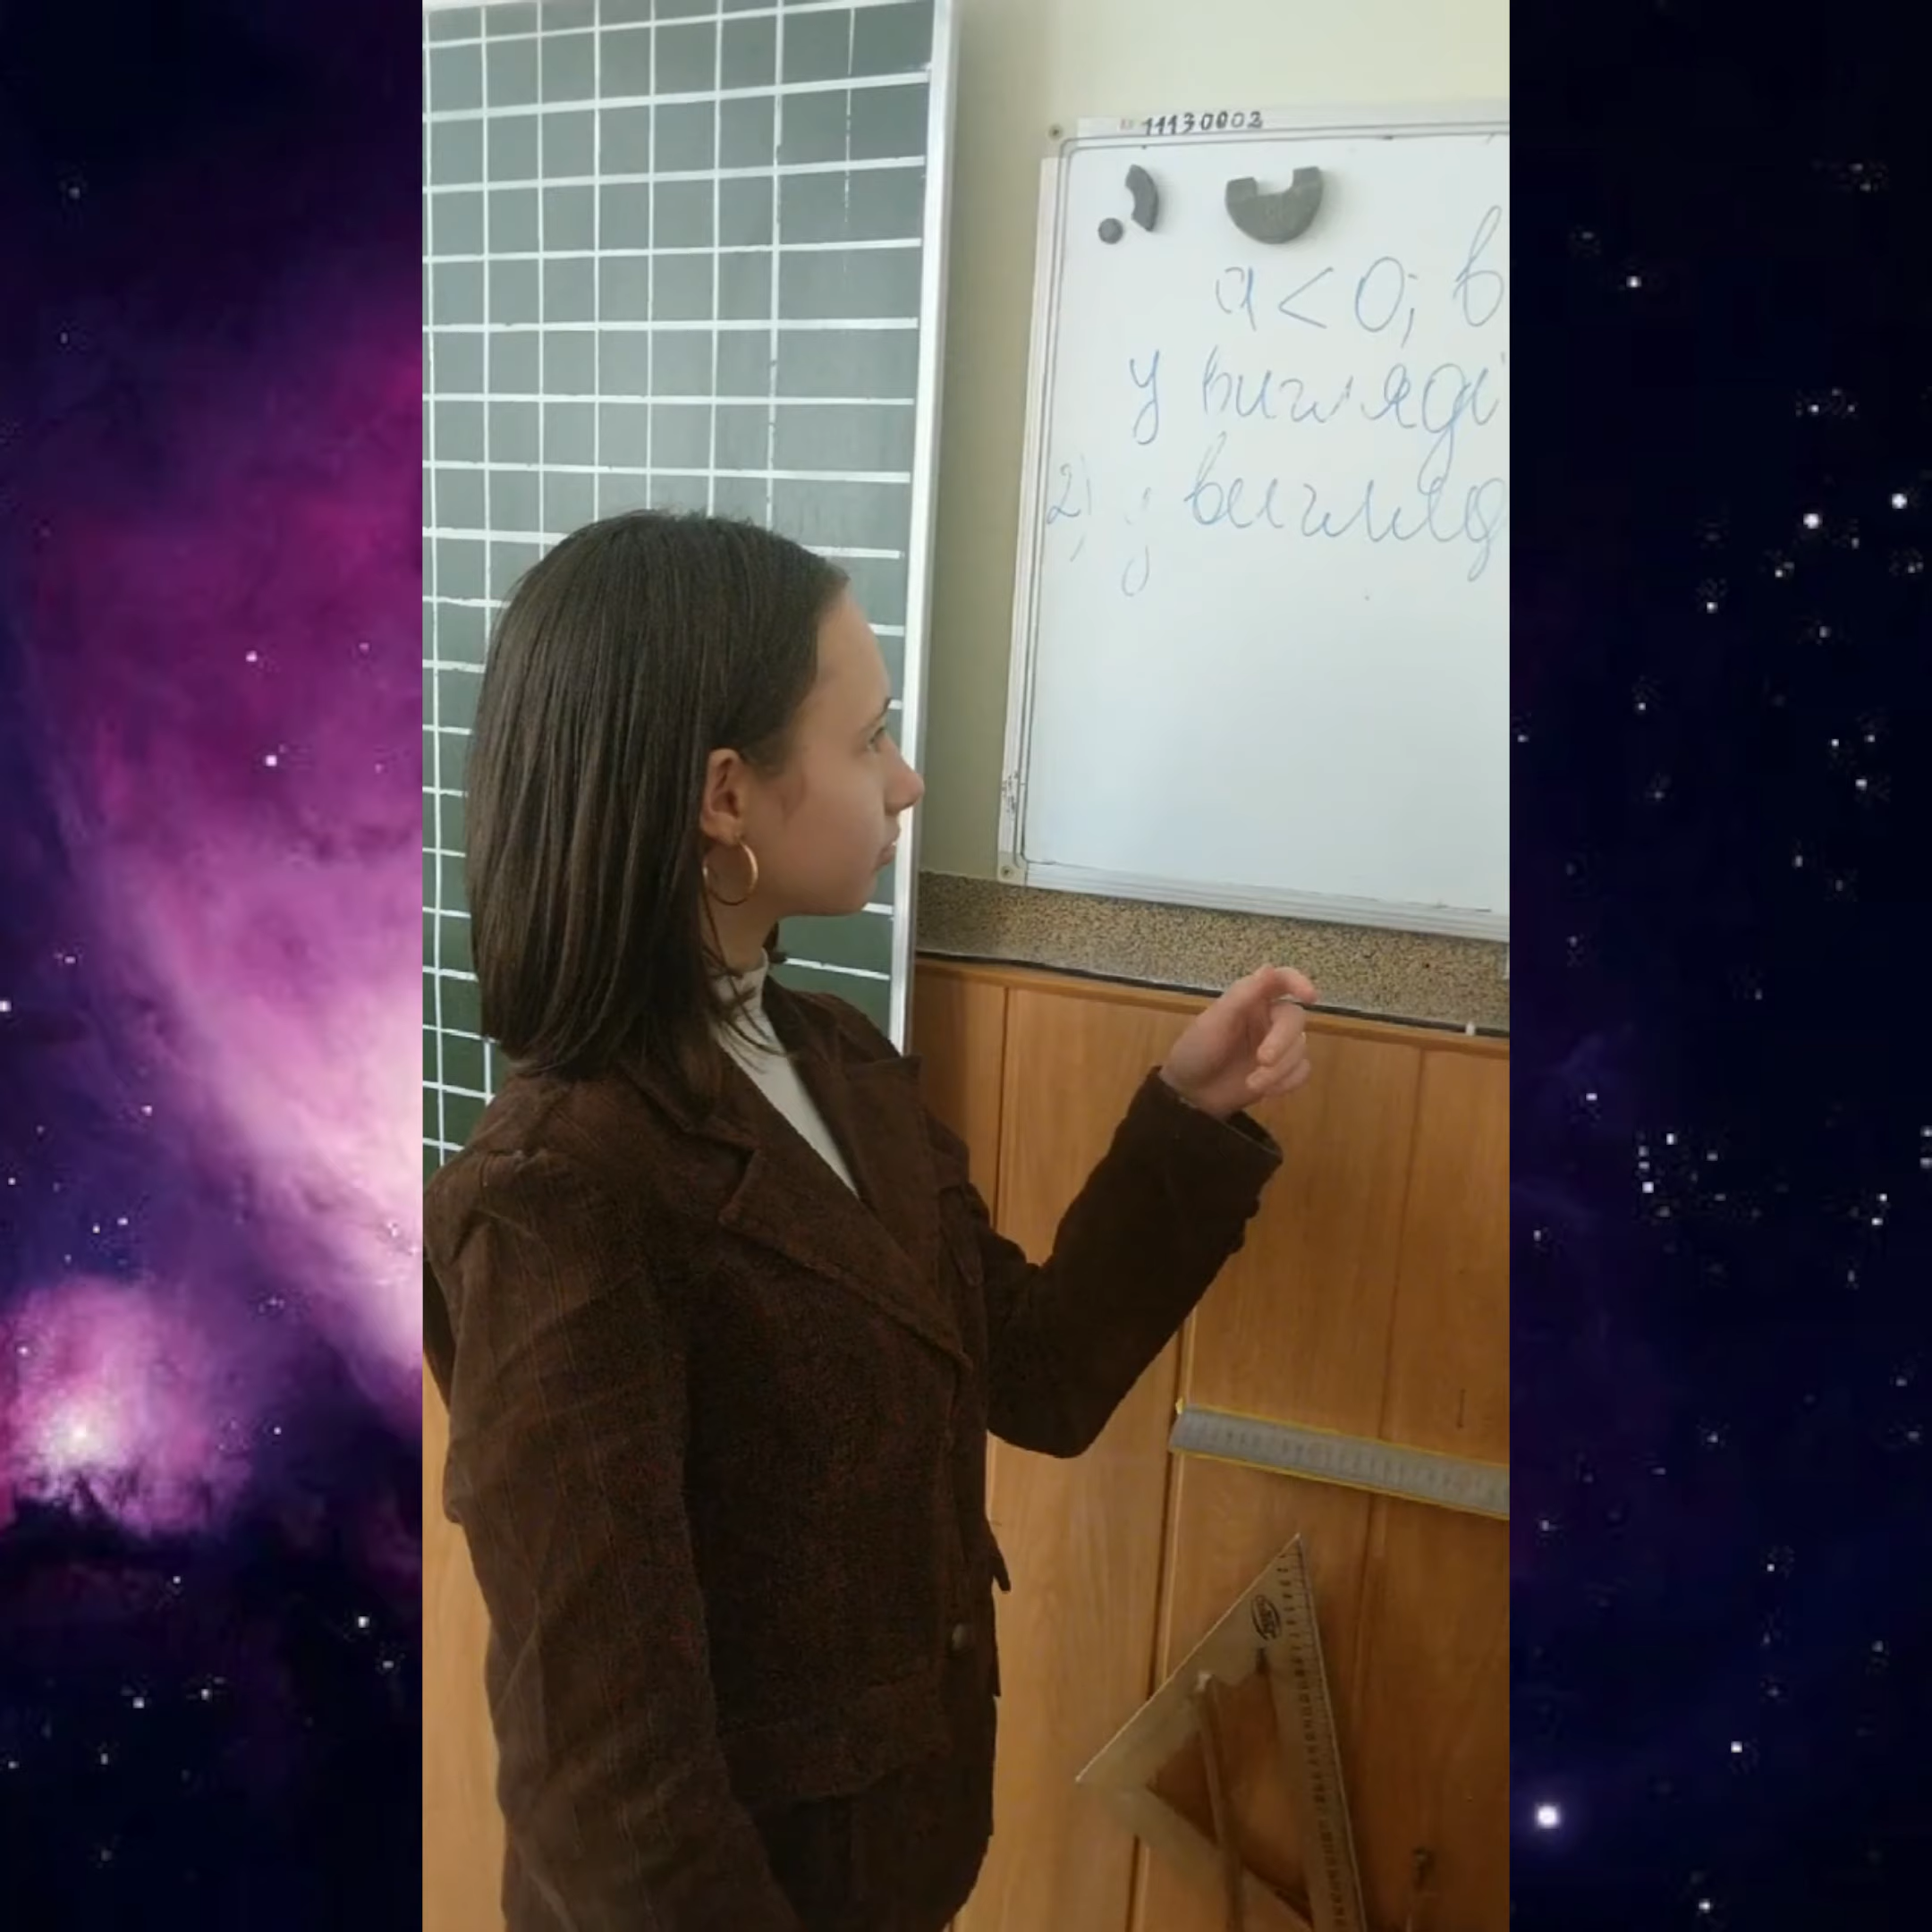 11130002
a < 0; b
у вигляді
2) у вигляд